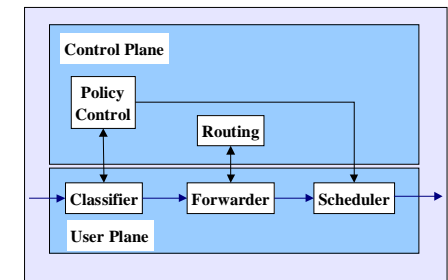 Control Plane
Policy
Control
Routing
Classifier
Forwarder
Scheduler
User Plane